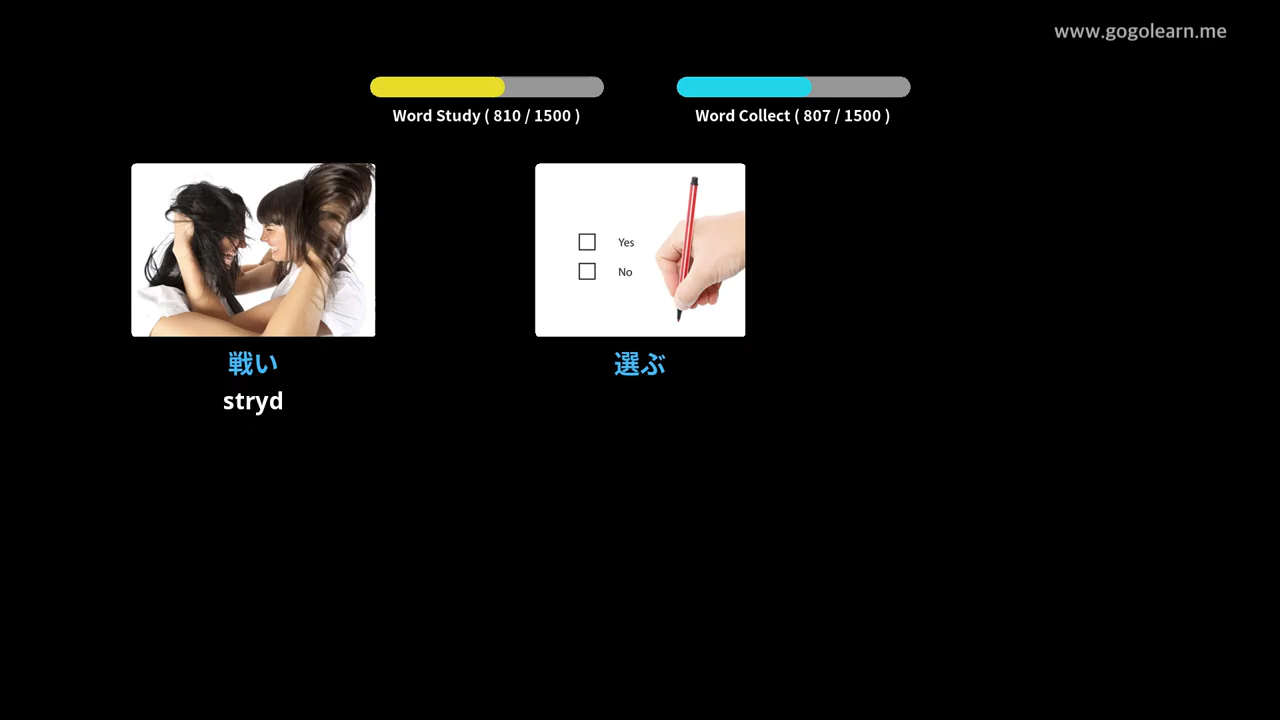 www.gogolearn.me
Word Study ( 810 / 1500 )
Word Collect ( 807 / 1500 )
Yes
No
戦い
選ぶ
stryd